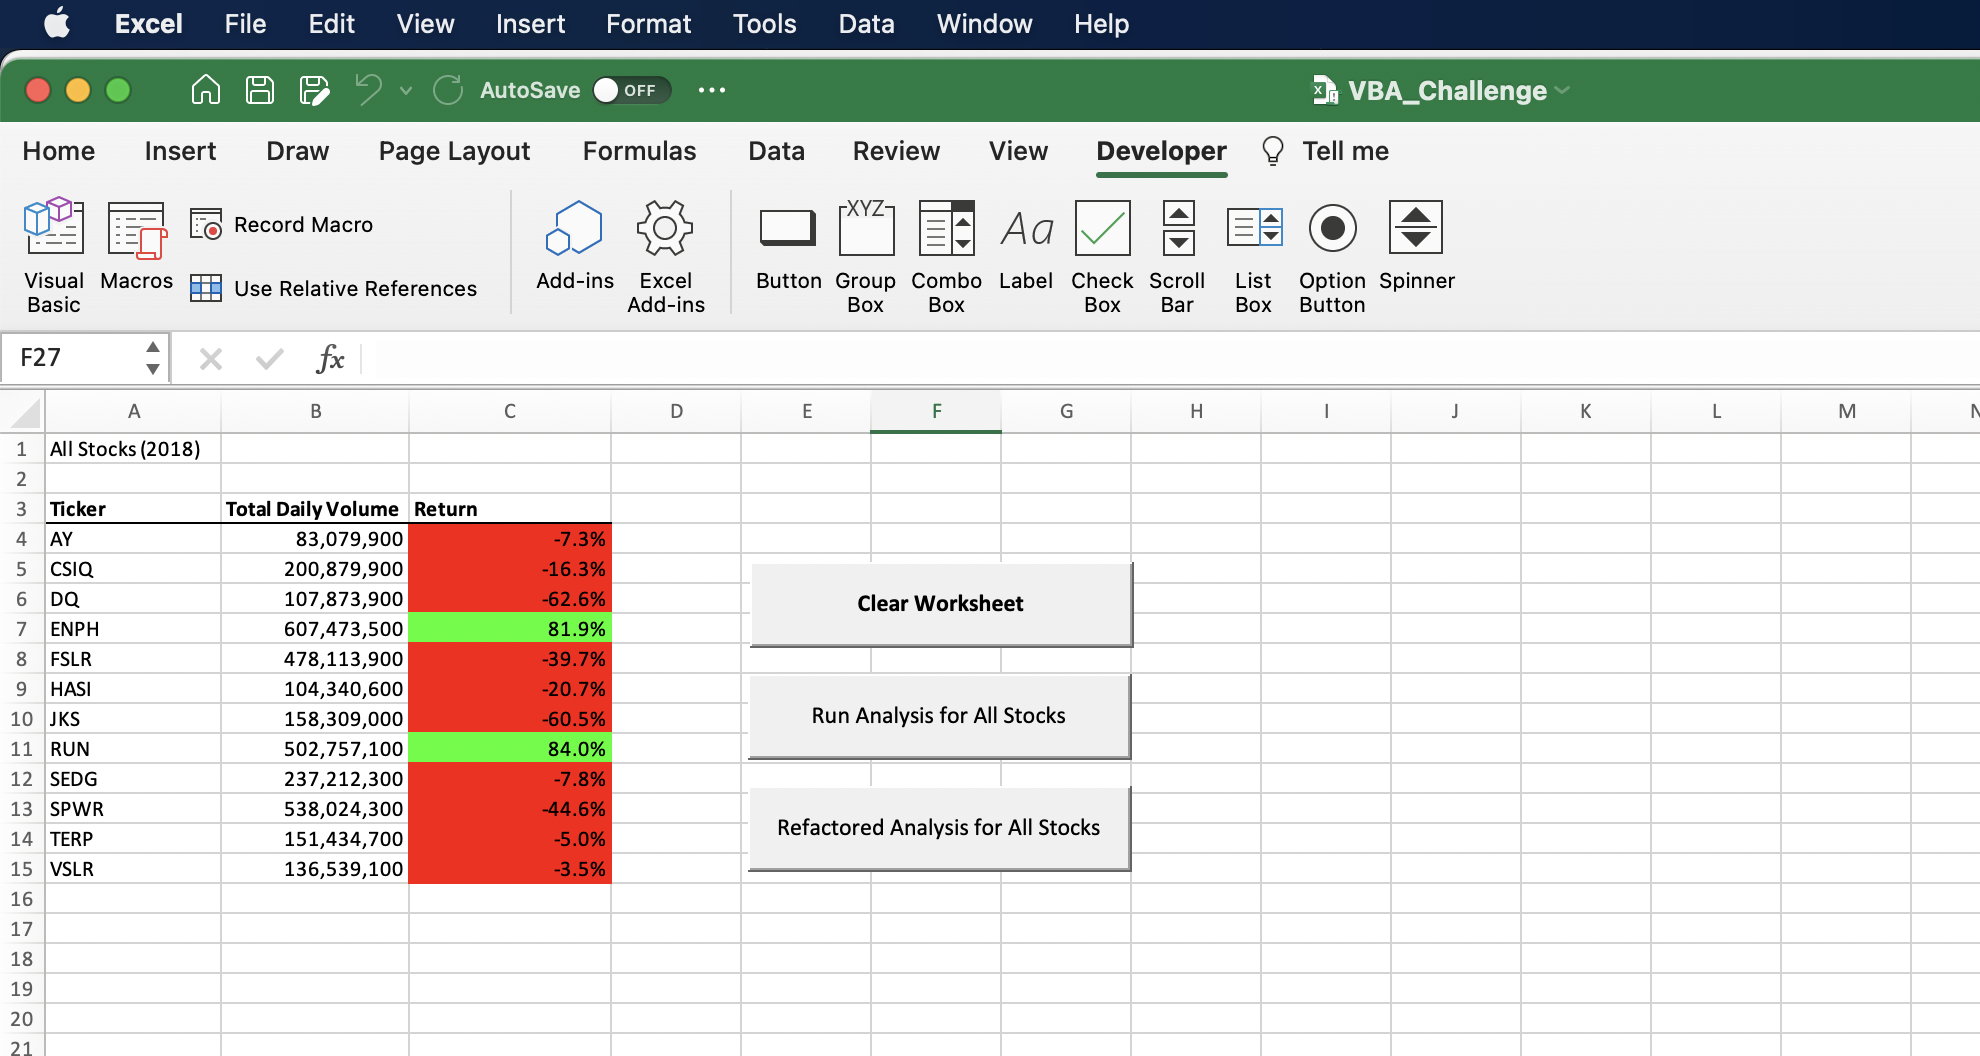 Excel File Edit View Insert Format Tools Data Window Help
AutoSave OFF ... VBA_Challenge
Home Insert Draw Page Layout Formulas Data Review View Developer Tell me
Visual Basic Macros Record Macro Use Relative References Add-ins Excel Add-ins Button Group Box Combo Box Label Check Box Scroll Bar List Box Option Button Spinner
XYZ Aa
F27 fx
A B C D E F G H I J K L M N
1 All Stocks (2018)
2
3 Ticker Total Daily Volume Return
4 AY 83,079,900 -7.3%
5 CSIQ 200,879,900 -16.3%
6 DQ 107,873,900 -62.6%
7 ENPH 607,473,500 81.9%
8 FSLR 478,113,900 -39.7%
9 HASI 104,340,600 -20.7%
10 JKS 158,309,000 -60.5%
11 RUN 502,757,100 84.0%
12 SEDG 237,212,300 -7.8%
13 SPWR 538,024,300 -44.6%
14 TERP 151,434,700 -5.0%
15 VSLR 136,539,100 -3.5%
16
17
18
19
20
21
Clear Worksheet
Run Analysis for All Stocks
Refactored Analysis for All Stocks